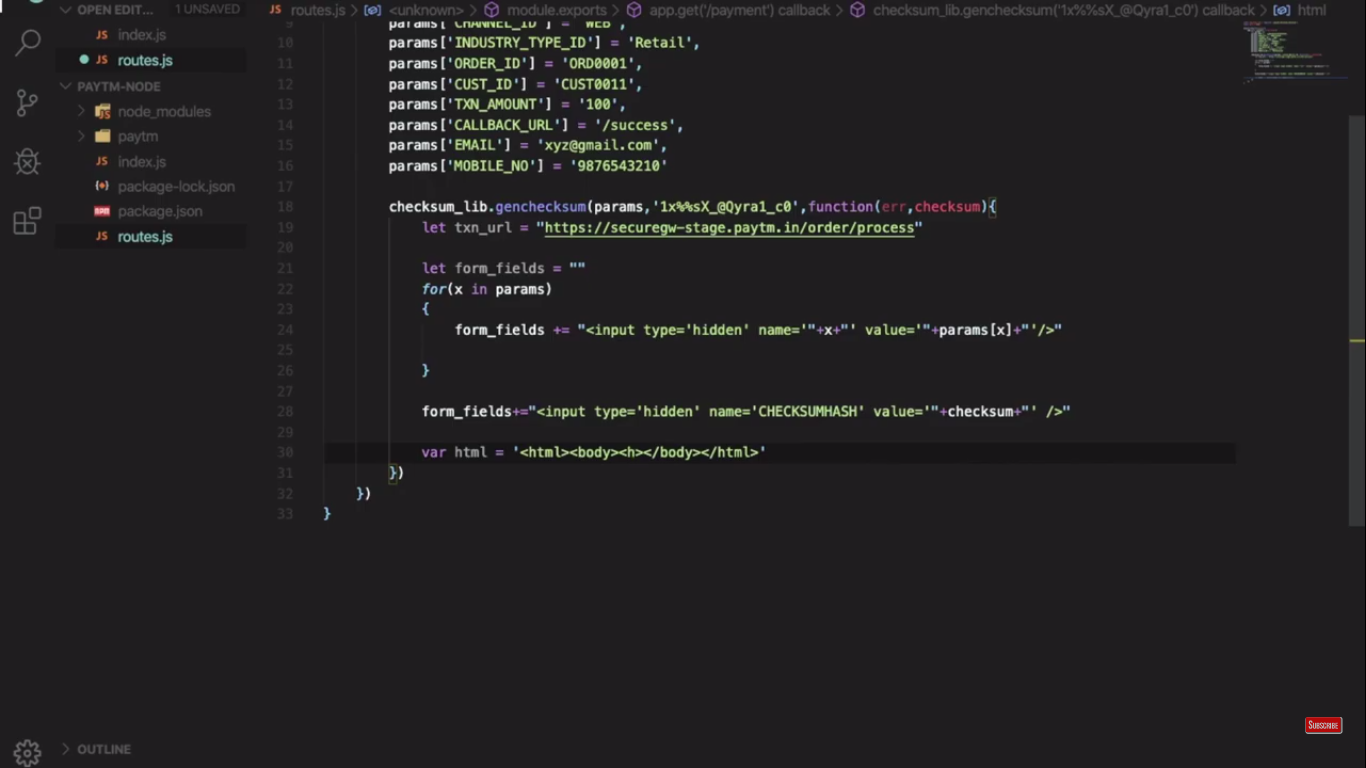 OPEN EDIT... 1 UNSAVED
JS routes.js > <unknown> > module.exports > app.get('/payment') callback > checksum_lib.genchecksum('1x%%sX_@Qyra1_c0') callback > html
JS index.js
JS routes.js
PAYTM-NODE
node_modules
paytm
JS index.js
package-lock.json
package.json
JS routes.js
9 params['CHANNEL_ID'] = 'WEB',
10 params['INDUSTRY_TYPE_ID'] = 'Retail',
11 params['ORDER_ID'] = 'ORD0001',
12 params['CUST_ID'] = 'CUST0011',
13 params['TXN_AMOUNT'] = '100',
14 params['CALLBACK_URL'] = '/success',
15 params['EMAIL'] = 'xyz@gmail.com',
16 params['MOBILE_NO'] = '9876543210'
17
18 checksum_lib.genchecksum(params,'1x%%sX_@Qyra1_c0',function(err,checksum){
19 let txn_url = "https://securegw-stage.paytm.in/order/process"
20
21 let form_fields = ""
22 for(x in params)
23 {
24 form_fields += "<input type='hidden' name='"+x+"' value='"+params[x]+"'/>"
25
26 }
27
28 form_fields+="<input type='hidden' name='CHECKSUMHASH' value='"+checksum+"' />"
29
30 var html = '<html><body><h></body></html>'
31 })
32 })
33 }
SUBSCRIBE
OUTLINE